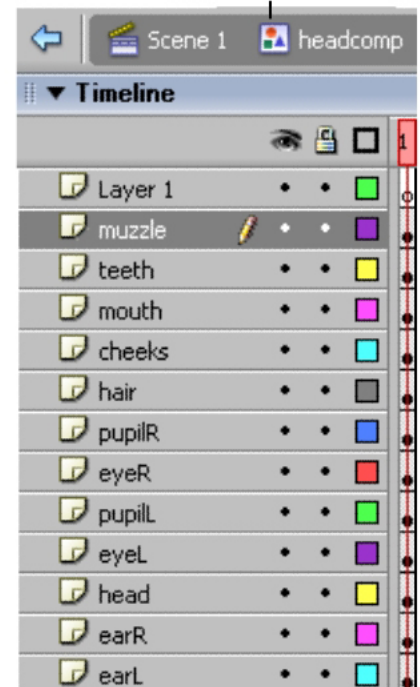 Scene 1 headcomp
Timeline
1
Layer 1
muzzle
teeth
mouth
cheeks
hair
pupilR
eyeR
pupilL
eyeL
head
earR
earL